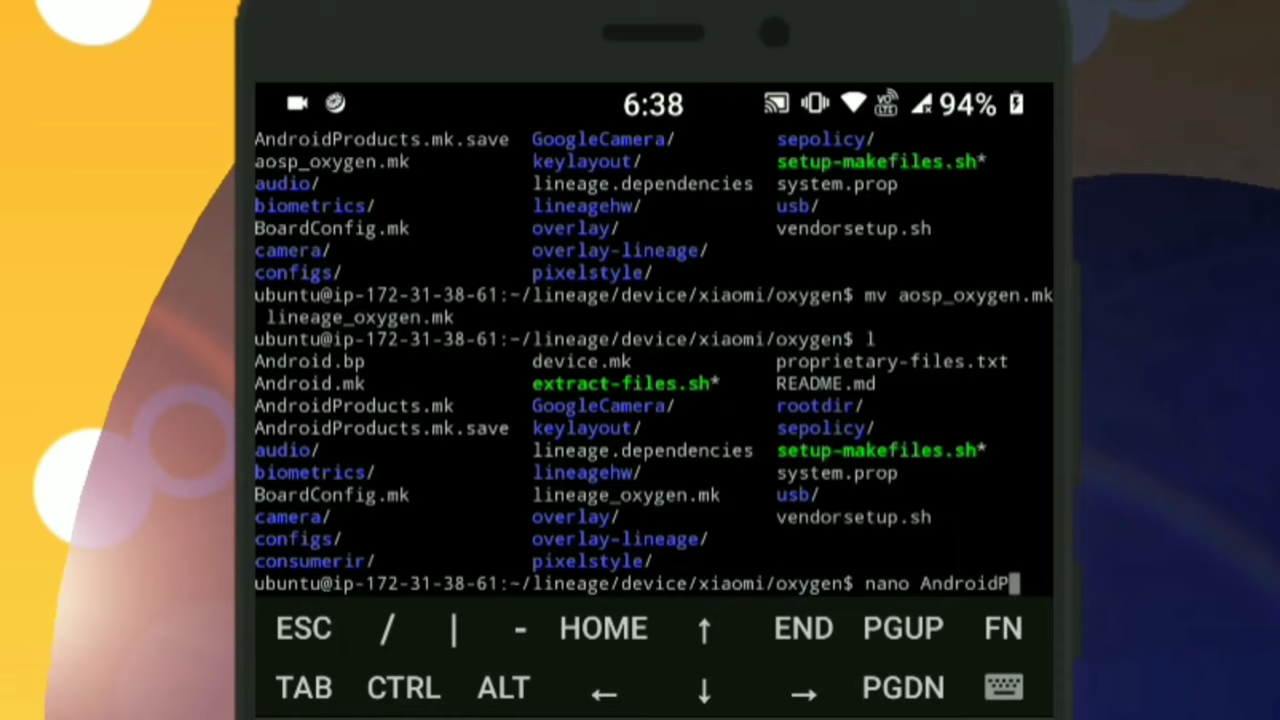 6:38 VO LTE 94%
AndroidProducts.mk.save GoogleCamera/ sepolicy/
aosp_oxygen.mk keylayout/ setup-makefiles.sh*
audio/ lineage.dependencies system.prop
biometrics/ lineagehw/ usb/
BoardConfig.mk overlay/ vendorsetup.sh
camera/ overlay-lineage/
configs/ pixelstyle/
ubuntu@ip-172-31-38-61:~/lineage/device/xiaomi/oxygen$ mv aosp_oxygen.mk
lineage_oxygen.mk
ubuntu@ip-172-31-38-61:~/lineage/device/xiaomi/oxygen$ l
Android.bp device.mk proprietary-files.txt
Android.mk extract-files.sh* README.md
AndroidProducts.mk GoogleCamera/ rootdir/
AndroidProducts.mk.save keylayout/ sepolicy/
audio/ lineage.dependencies setup-makefiles.sh*
biometrics/ lineagehw/ system.prop
BoardConfig.mk lineage_oxygen.mk usb/
camera/ overlay/ vendorsetup.sh
configs/ overlay-lineage/
consumerir/ pixelstyle/
ubuntu@ip-172-31-38-61:~/lineage/device/xiaomi/oxygen$ nano AndroidP
ESC / | - HOME ↑ END PGUP FN
TAB CTRL ALT ← ↓ → PGDN